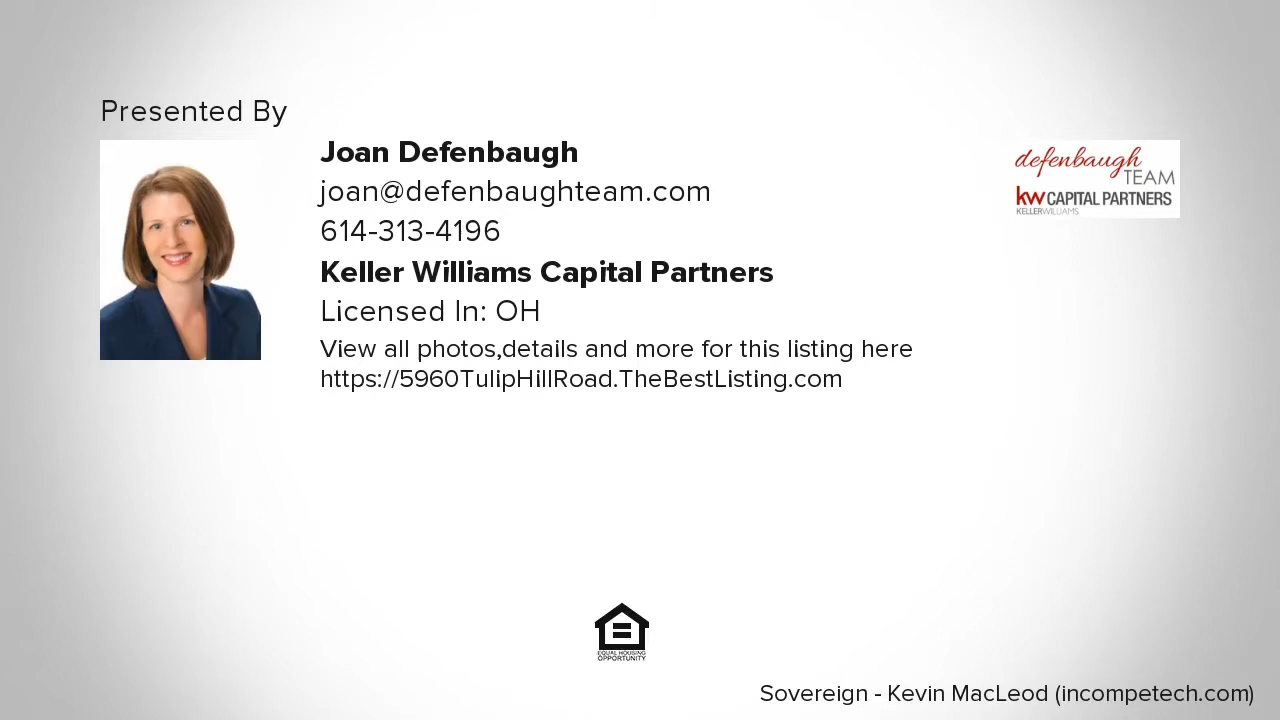 Presented By
Joan Defenbaugh
joan@defenbaughteam.com
614-313-4196
Keller Williams Capital Partners
Licensed In: OH
View all photos,details and more for this listing here
https://5960TulipHillRoad.TheBestListing.com
defenbaugh
TEAM
kw CAPITAL PARTNERS
KELLERWILLIAMS
EQUAL HOUSING
OPPORTUNITY
Sovereign - Kevin MacLeod (incompetech.com)